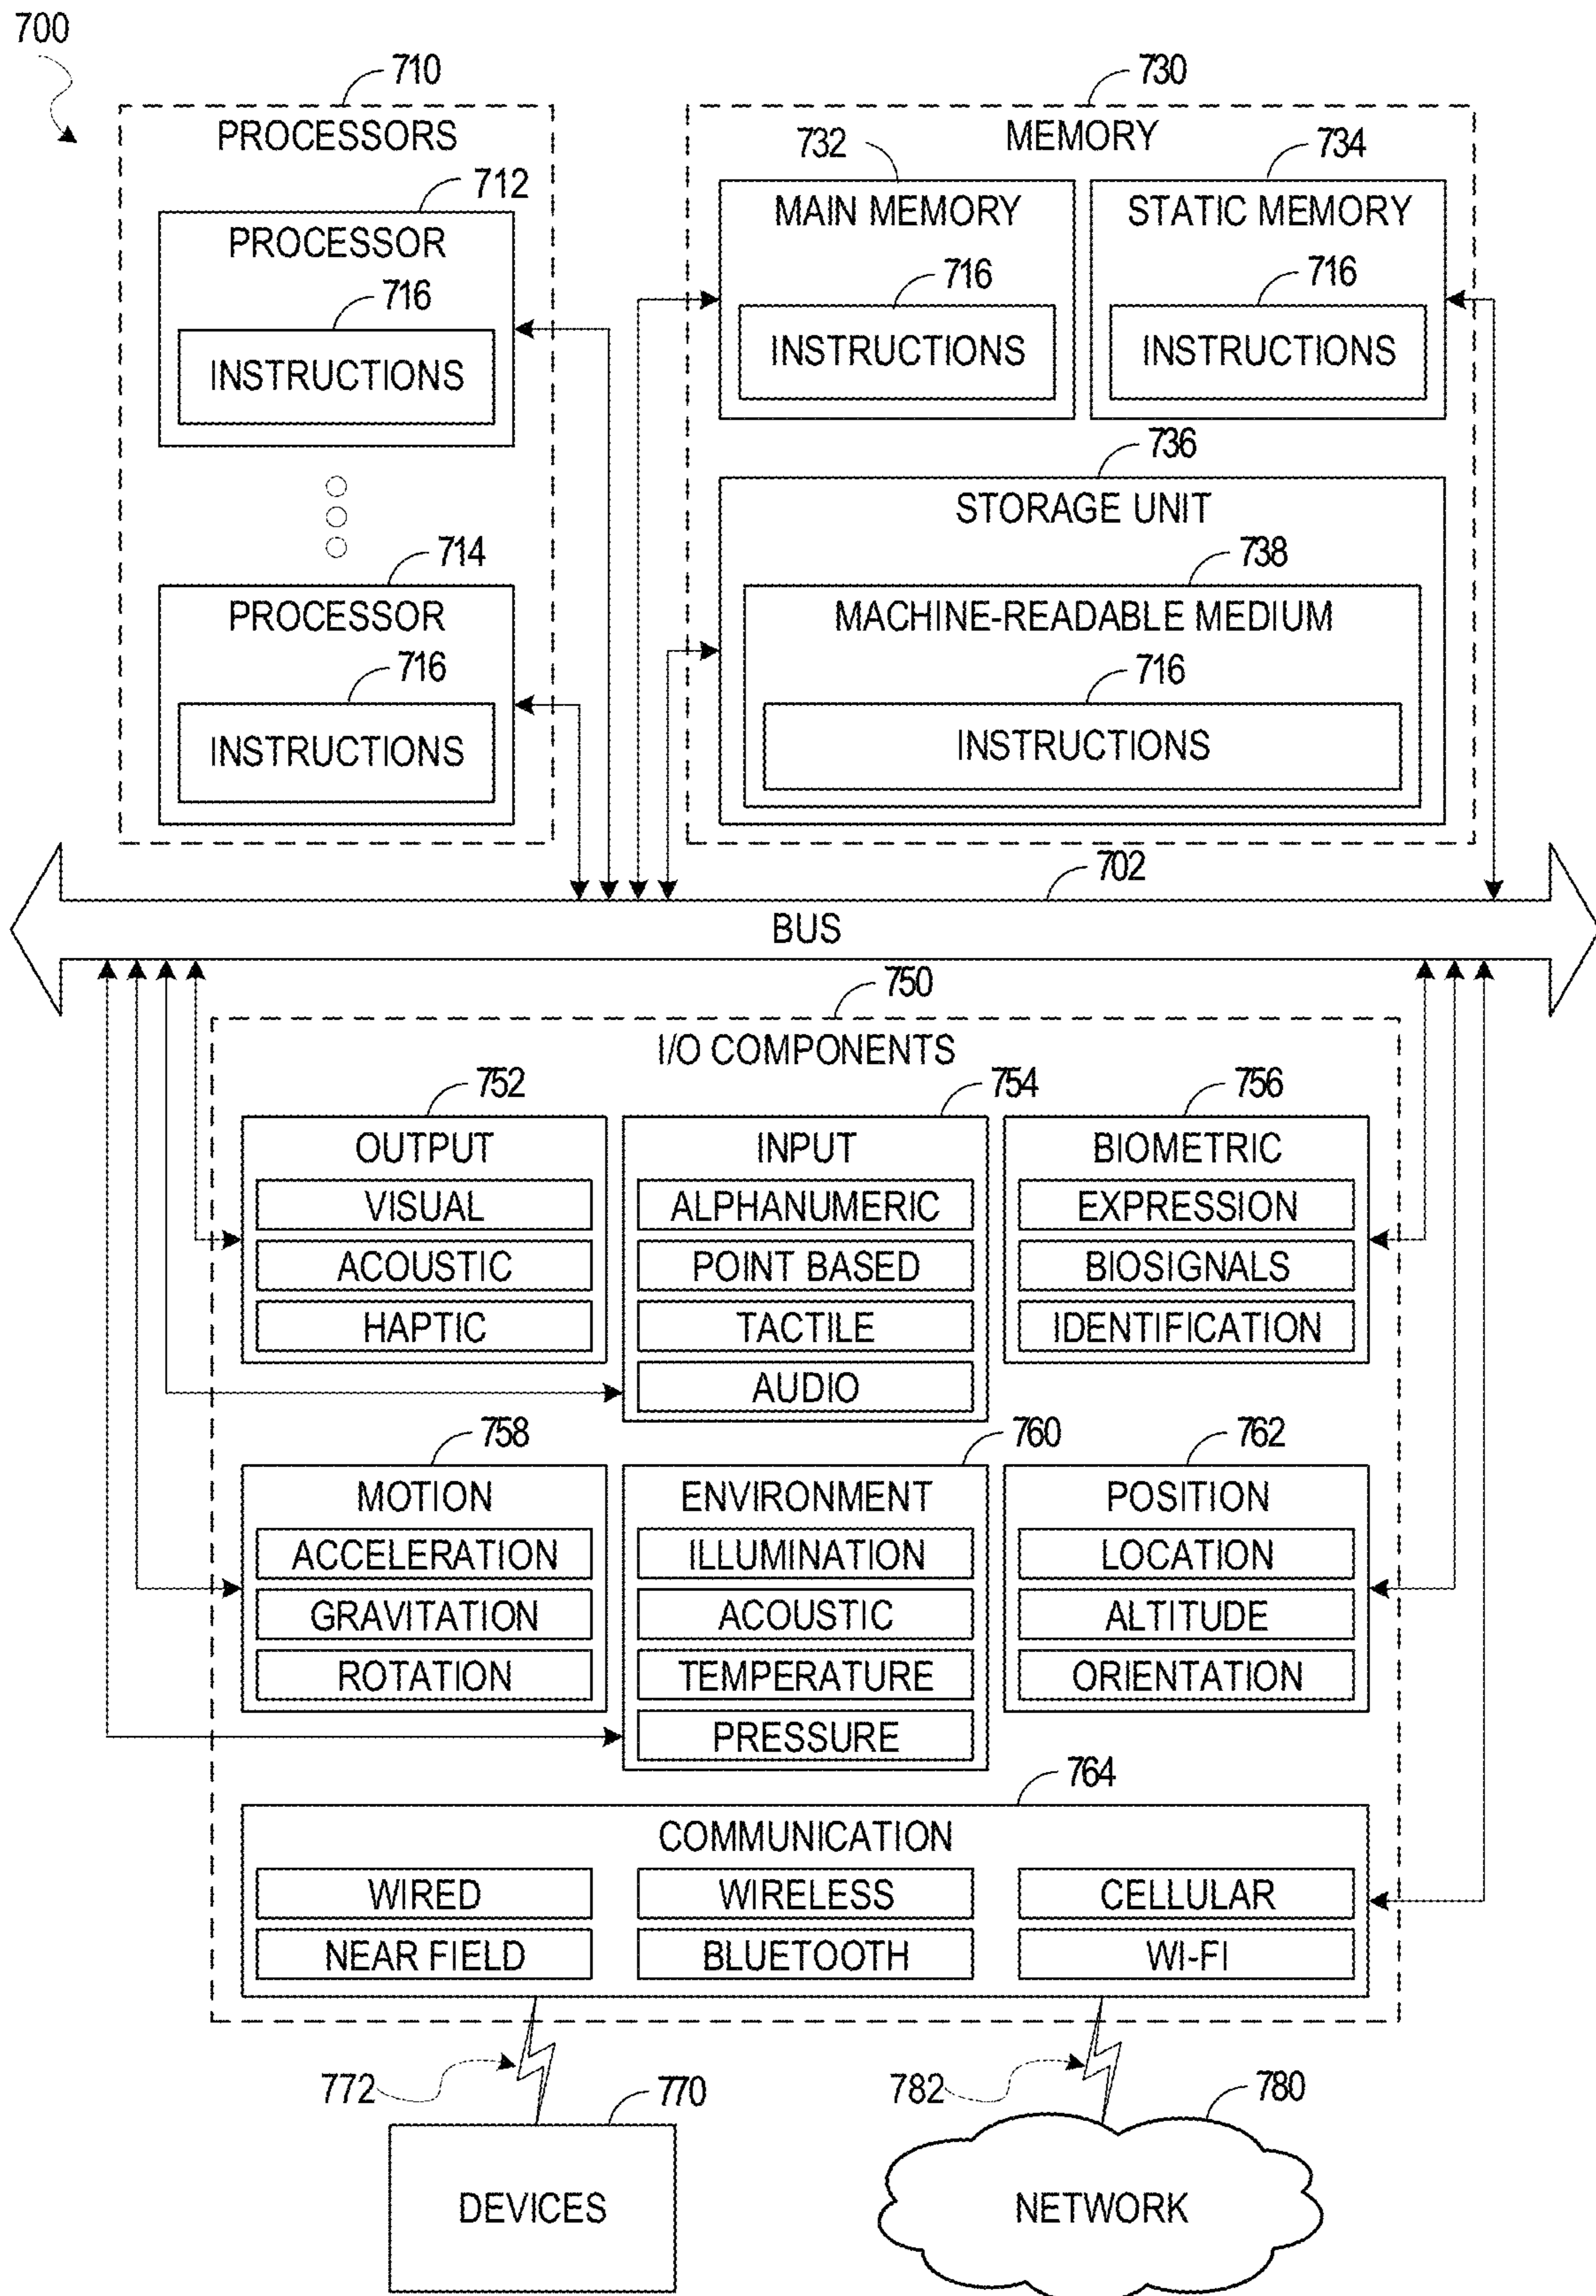 700
710
730
PROCESSORS
MEMORY
732
734
712
MAIN MEMORY
STATIC MEMORY
PROCESSOR
716
716
716
INSTRUCTIONS
INSTRUCTIONS
INSTRUCTIONS
736
STORAGE UNIT
714
738
PROCESSOR
MACHINE-READABLE MEDIUM
716
716
INSTRUCTIONS
INSTRUCTIONS
702
BUS
750
I/O COMPONENTS
752
754
756
OUTPUT
INPUT
BIOMETRIC
VISUAL
ALPHANUMERIC
EXPRESSION
ACOUSTIC
POINT BASED
BIOSIGNALS
HAPTIC
TACTILE
IDENTIFICATION
AUDIO
758
760
762
MOTION
ENVIRONMENT
POSITION
ACCELERATION
ILLUMINATION
LOCATION
GRAVITATION
ACOUSTIC
ALTITUDE
ROTATION
TEMPERATURE
ORIENTATION
PRESSURE
764
COMMUNICATION
WIRED
WIRELESS
CELLULAR
NEAR FIELD
BLUETOOTH
WI-FI
772
770
782
780
DEVICES
NETWORK